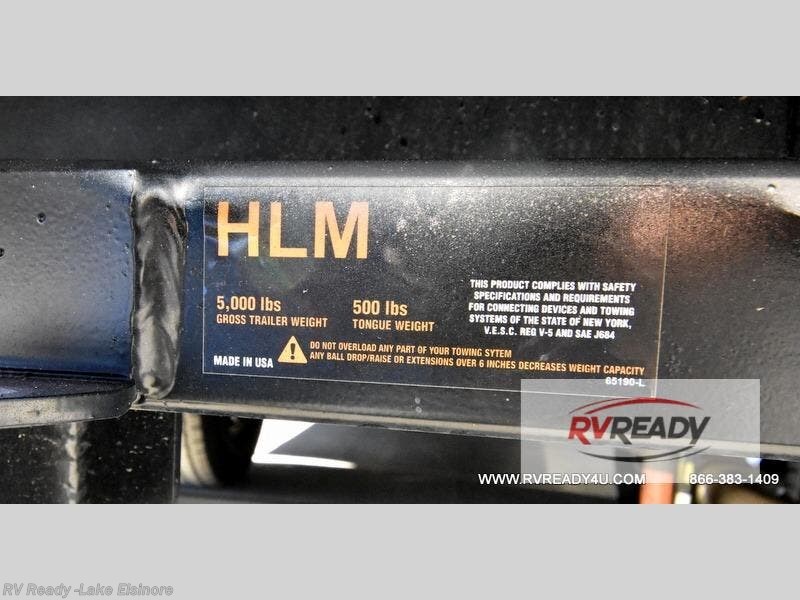 HLM
5,000 lbs
GROSS TRAILER WEIGHT
500 lbs
TONGUE WEIGHT
THIS PRODUCT COMPLIES WITH SAFETY
SPECIFICATIONS AND REQUIREMENTS
FOR CONNECTING DEVICES AND TOWING
SYSTEMS OF THE STATE OF NEW YORK,
V.E.S.C. REG V-5 AND SAE J684
MADE IN USA
DO NOT OVERLOAD ANY PART OF YOUR TOWING SYTEM
ANY BALL DROP/RAISE OR EXTENSIONS OVER 6 INCHES DECREASES WEIGHT CAPACITY
65190-L
RVREADY
WWW.RVREADY4U.COM 866-383-1409
RV Ready -Lake Elsinore